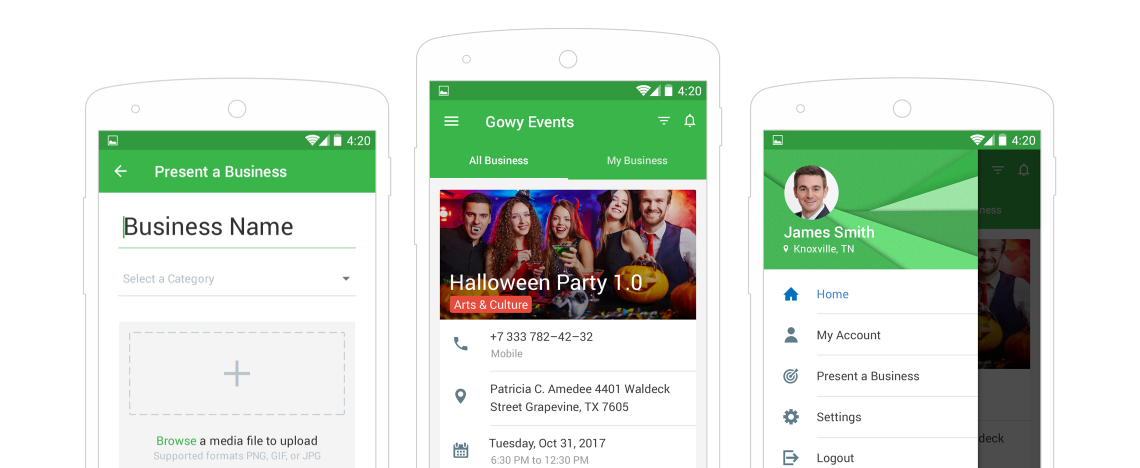 4:20
Present a Business
Business Name
Select a Category
Browse a media file to upload
Supported formats PNG, GIF, or JPG
4:20
Gowy Events
All Business
My Business
Halloween Party 1.0
Arts & Culture
+7 333 782–42–32
Mobile
Patricia C. Amedee 4401 Waldeck
Street Grapevine, TX 7605
Tuesday, Oct 31, 2017
6:30 PM to 12:30 PM
4:20
James Smith
Knoxville, TN
Home
My Account
Present a Business
Settings
Logout
ness
deck